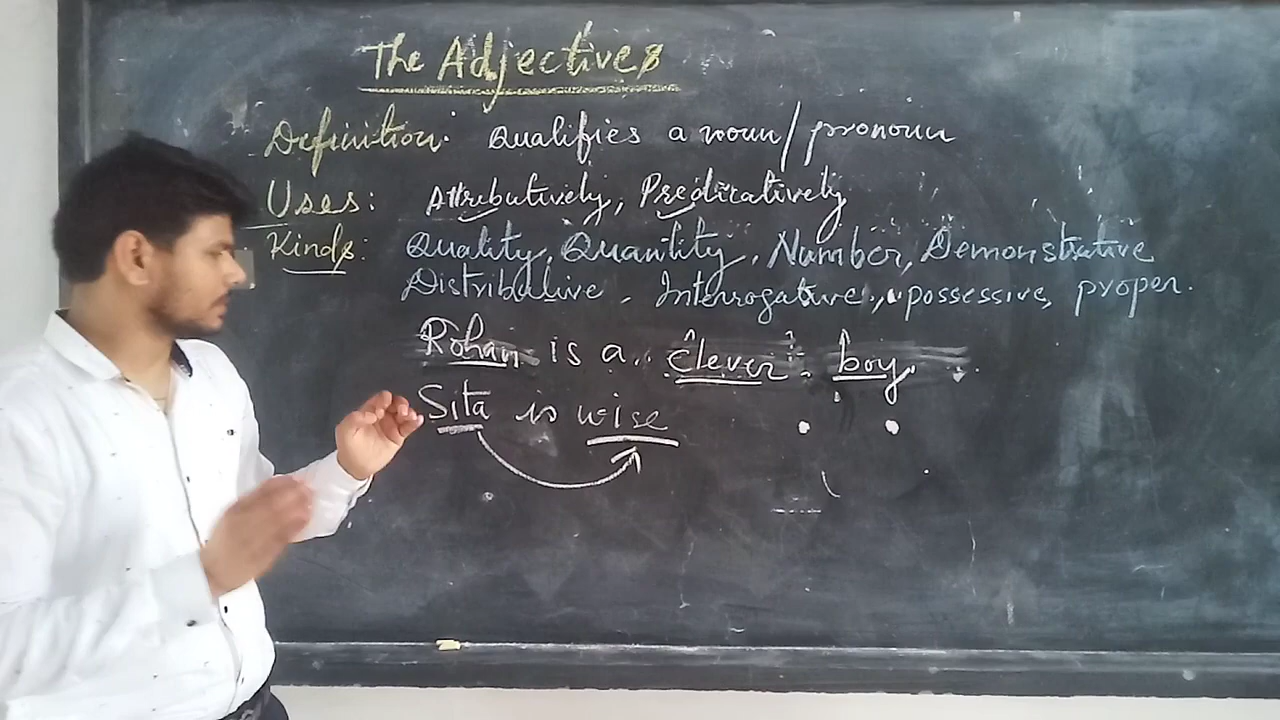 The Adjectives
Definition: Qualifies a noun/pronoun
Uses: Attributively, Predicatively
Kinds: Quality, Quantity, Number, Demonstrative
Distributive, Interrogative, possessive, proper.
Rohan is a clever boy.
Sita is wise